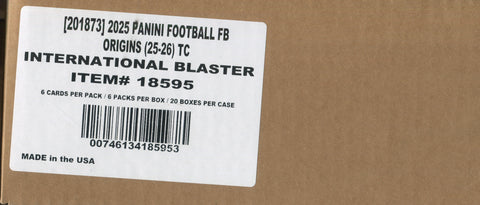 [201873] 2025 PANINI FOOTBALL FB
ORIGINS (25-26) TC
INTERNATIONAL BLASTER
ITEM# 18595
6 CARDS PER PACK / 6 PACKS PER BOX / 20 BOXES PER CASE
00746134185953
MADE in the USA